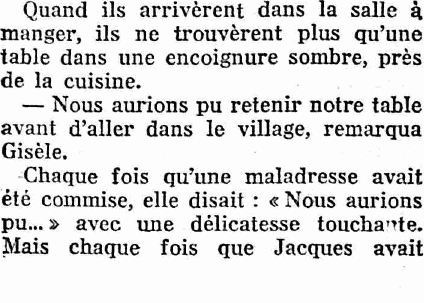 Quand ils arrivèrent dans la salle à
manger, ils ne trouvèrent plus qu'une
table dans une encoignure sombre, près
de la cuisine.
— Nous aurions pu retenir notre table
avant d'aller dans le village, remarqua
Gisèle.
Chaque fois qu'une maladresse avait
été commise, elle disait : « Nous aurions
pu... » avec une délicatesse touchante.
Mais chaque fois que Jacques avait